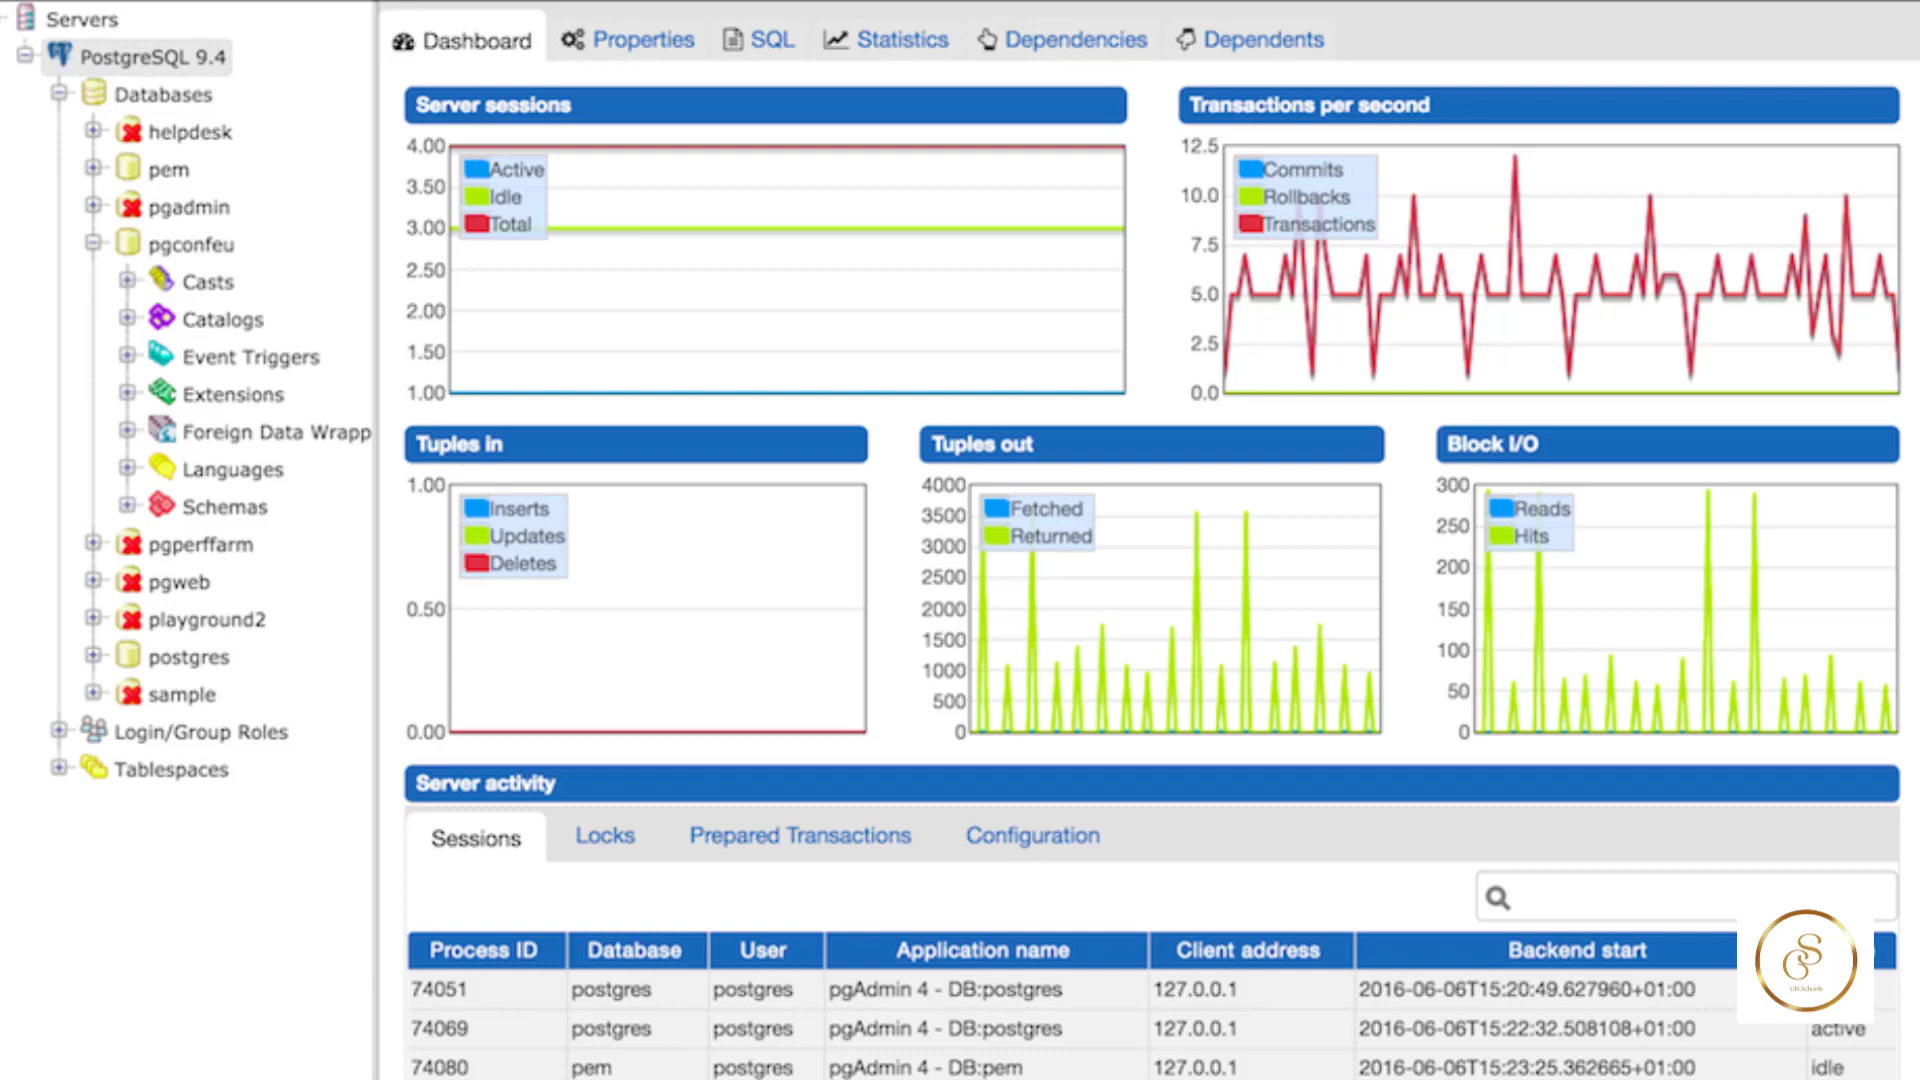 Servers
PostgreSQL 9.4
Databases
helpdesk
pem
pgadmin
pgconfeu
Casts
Catalogs
Event Triggers
Extensions
Foreign Data Wrapp
Languages
Schemas
pgperffarm
pgweb
playground2
postgres
sample
Login/Group Roles
Tablespaces
Dashboard Properties SQL Statistics Dependencies Dependents
Server sessions
4.00
3.50
3.00
2.50
2.00
1.50
1.00
Active
Idle
Total
Transactions per second
12.5
10.0
7.5
5.0
2.5
0.0
Commits
Rollbacks
Transactions
Tuples in
1.00
0.50
0.00
Inserts
Updates
Deletes
Tuples out
4000
3500
3000
2500
2000
1500
1000
500
0
Fetched
Returned
Block I/O
300
250
200
150
100
50
0
Reads
Hits
Server activity
Sessions Locks Prepared Transactions Configuration
Process ID Database User Application name Client address Backend start
74051 postgres postgres pgAdmin 4 - DB:postgres 127.0.0.1 2016-06-06T15:20:49.627960+01:00
74069 postgres postgres pgAdmin 4 - DB:postgres 127.0.0.1 2016-06-06T15:22:32.508108+01:00 active
74080 pem postgres pgAdmin 4 - DB:pem 127.0.0.1 2016-06-06T15:23:25.362665+01:00 idle
GIS Schools